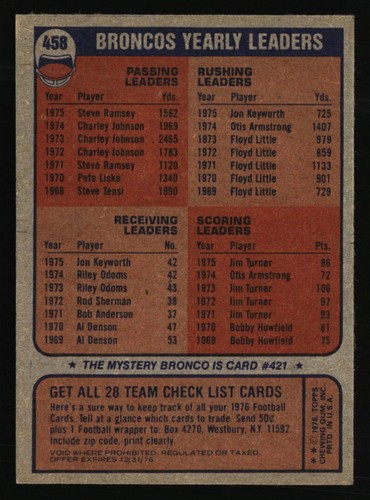 458 BRONCOS YEARLY LEADERS
PASSING LEADERS
Year Player Yds.
1975 Steve Ramsey 1562
1974 Charley Johnson 1969
1973 Charley Johnson 2465
1972 Charley Johnson 1783
1971 Steve Ramsey 1120
1970 Pete Liske 1340
1969 Steve Tensi 1990
RUSHING LEADERS
Year Player Yds.
1975 Jon Keyworth 725
1974 Otis Armstrong 1407
1973 Floyd Little 979
1972 Floyd Little 859
1971 Floyd Little 1133
1970 Floyd Little 901
1969 Floyd Little 729
RECEIVING LEADERS
Year Player No.
1975 Jon Keyworth 42
1974 Riley Odoms 42
1973 Riley Odoms 43
1972 Rod Sherman 38
1971 Bob Anderson 37
1970 Al Denson 47
1969 Al Denson 53
SCORING LEADERS
Year Player Pts.
1975 Jim Turner 86
1974 Otis Armstrong 72
1973 Jim Turner 106
1972 Jim Turner 97
1971 Jim Turner 93
1970 Bobby Howfield 81
1969 Bobby Howfield 75
★ THE MYSTERY BRONCO IS CARD #421 ★
GET ALL 28 TEAM CHECK LIST CARDS
Here's a sure way to keep track of all your 1976 Football
Cards. Tell at a glance which cards to trade. Send 50¢
plus 1 Football wrapper to: Box 4270, Westbury, N.Y. 11592.
Include zip code, print clearly.
VOID WHERE PROHIBITED, REGULATED OR TAXED.
OFFER EXPIRES 12/31/76
★★© 1976 TOPPS
CHEWING GUM, INC.
PRTD. IN U.S.A.